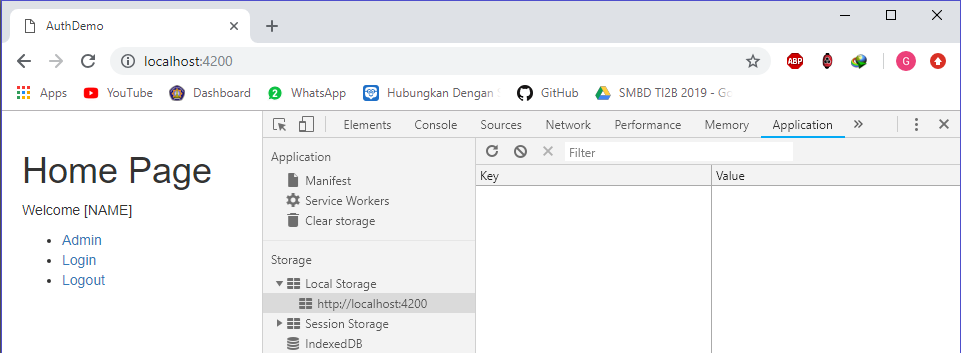 AuthDemo
localhost:4200
ABP
G
Apps YouTube Dashboard 2 WhatsApp Hubungkan Dengan GitHub SMBD TI2B 2019 - Go
Elements Console Sources Network Performance Memory Application »
Application
Manifest
Service Workers
Clear storage
Storage
Local Storage
http://localhost:4200
Session Storage
IndexedDB
Filter
Key Value
Home Page
Welcome [NAME]
Admin
Login
Logout